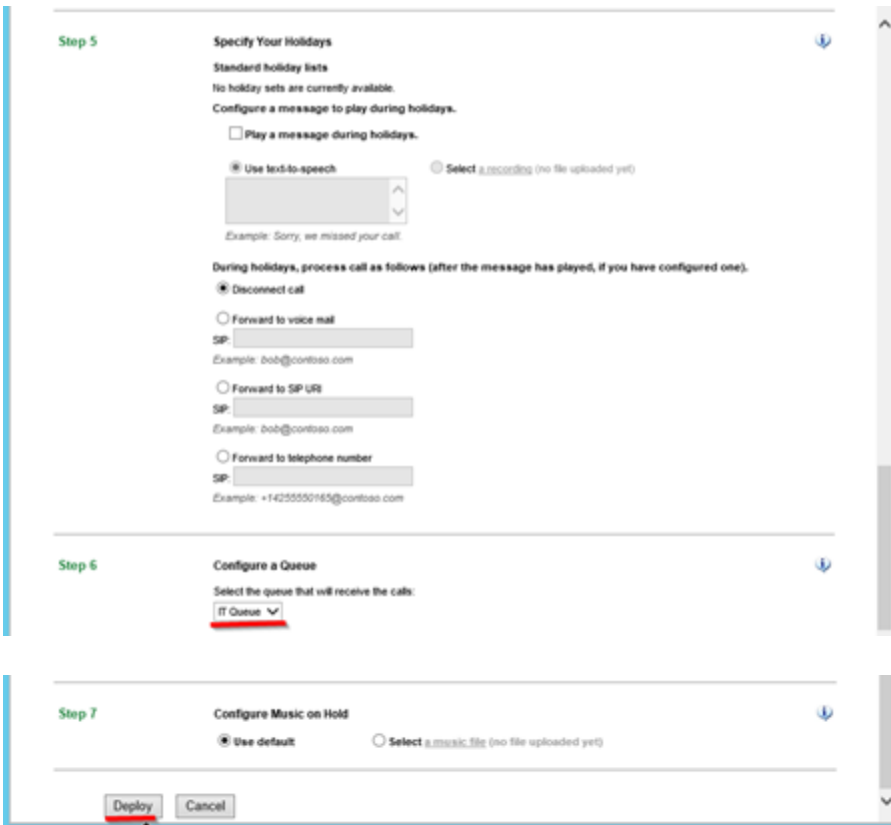 Step 5
Specify Your Holidays
Standard holiday lists
No holiday sets are currently available.
Configure a message to play during holidays.
Play a message during holidays.
Use text-to-speech
Select a recording (no file uploaded yet)
Example: Sorry, we missed your call.
During holidays, process call as follows (after the message has played, if you have configured one).
Disconnect call
Forward to voice mail
SIP:
Example: bob@contoso.com
Forward to SIP URI
SIP:
Example: bob@contoso.com
Forward to telephone number
SIP:
Example: +14255550165@contoso.com
Step 6
Configure a Queue
Select the queue that will receive the calls:
IT Queue
Step 7
Configure Music on Hold
Use default
Select a music file (no file uploaded yet)
Deploy
Cancel